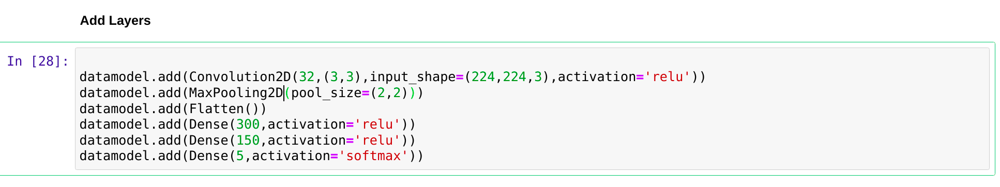 Add Layers
In [28]:
datamodel.add(Convolution2D(32,(3,3),input_shape=(224,224,3),activation='relu'))
datamodel.add(MaxPooling2D(pool_size=(2,2)))
datamodel.add(Flatten())
datamodel.add(Dense(300,activation='relu'))
datamodel.add(Dense(150,activation='relu'))
datamodel.add(Dense(5,activation='softmax'))